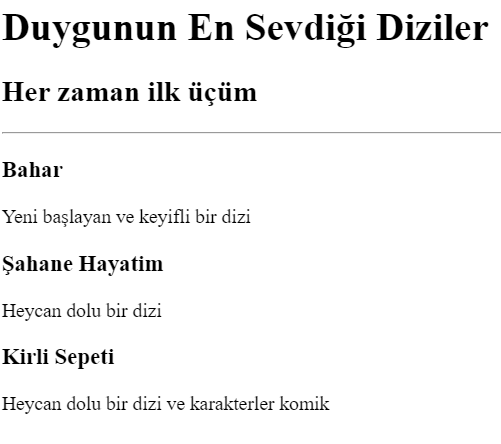 Duygunun En Sevdiği Diziler
Her zaman ilk üçüm
Bahar
Yeni başlayan ve keyifli bir dizi
Şahane Hayatim
Heycan dolu bir dizi
Kirli Sepeti
Heycan dolu bir dizi ve karakterler komik